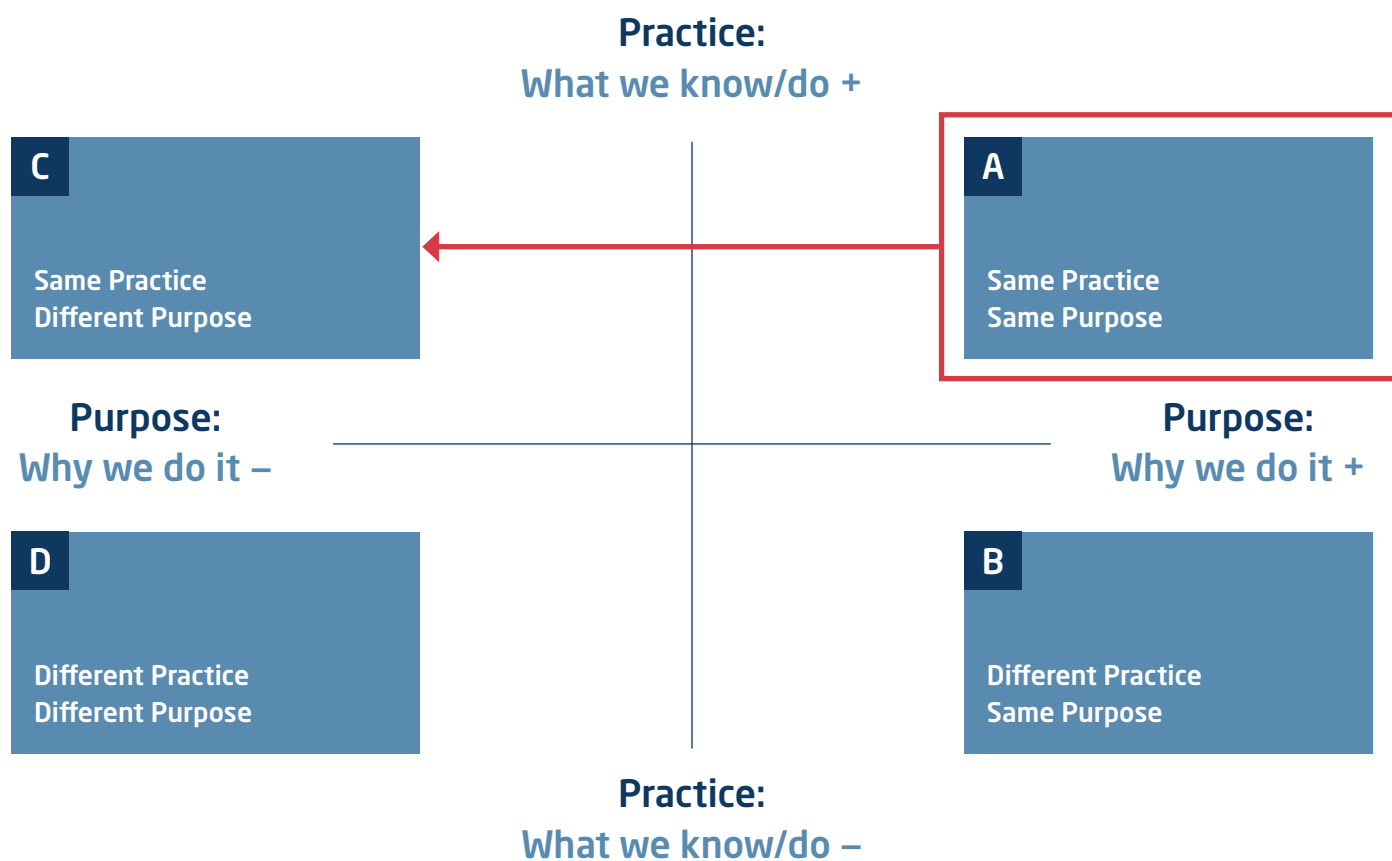 Practice:
What we know/do +
C
Same Practice
Different Purpose
A
Same Practice
Same Purpose
Purpose:
Why we do it –
Purpose:
Why we do it +
D
Different Practice
Different Purpose
B
Different Practice
Same Purpose
Practice:
What we know/do –